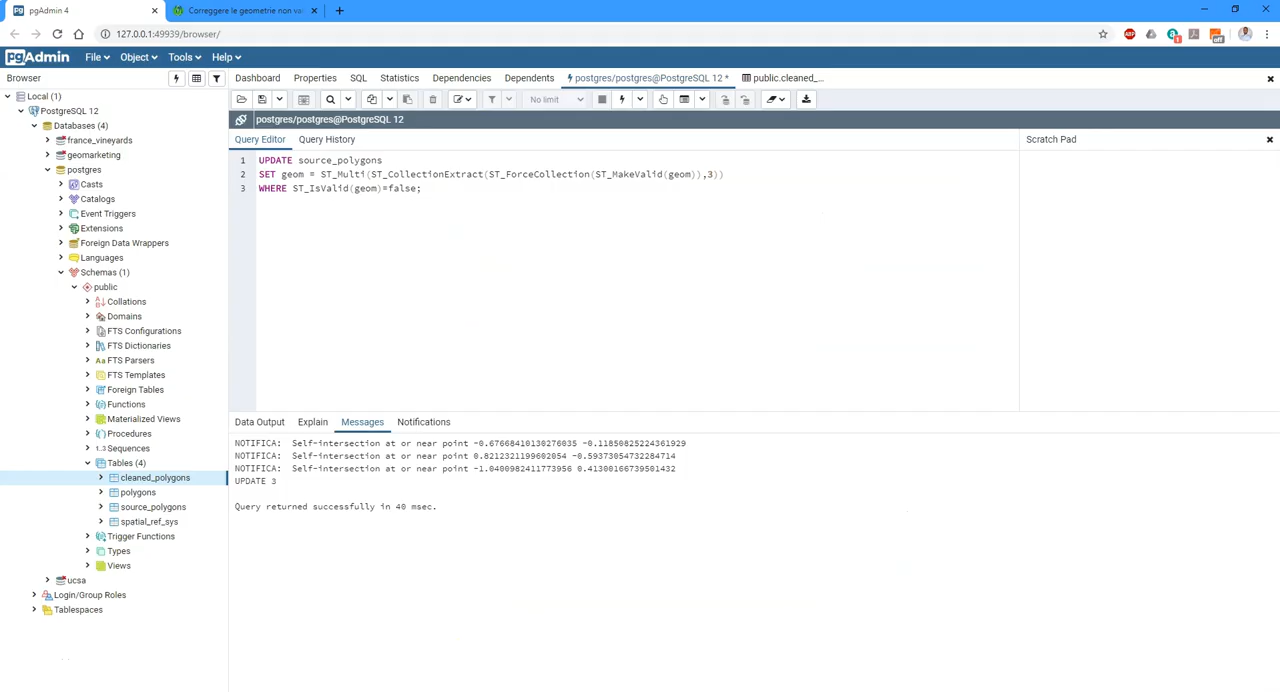 pgAdmin 4
Correggere le geometrie non va
127.0.0.1:49939/browser/
ABP
1
off
pgAdmin File Object Tools Help
Browser
Dashboard Properties SQL Statistics Dependencies Dependents postgres/postgres@PostgreSQL 12 * public.cleaned_...
No limit
postgres/postgres@PostgreSQL 12
Query Editor Query History
Scratch Pad
1 UPDATE source_polygons
2 SET geom = ST_Multi(ST_CollectionExtract(ST_ForceCollection(ST_MakeValid(geom)),3))
3 WHERE ST_IsValid(geom)=false;
Local (1)
PostgreSQL 12
Databases (4)
france_vineyards
geomarketing
postgres
Casts
Catalogs
Event Triggers
Extensions
Foreign Data Wrappers
Languages
Schemas (1)
public
Collations
Domains
FTS Configurations
FTS Dictionaries
FTS Parsers
FTS Templates
Foreign Tables
Functions
Materialized Views
Procedures
Sequences
Tables (4)
cleaned_polygons
polygons
source_polygons
spatial_ref_sys
Trigger Functions
Types
Views
ucsa
Login/Group Roles
Tablespaces
Data Output Explain Messages Notifications
NOTIFICA: Self-intersection at or near point -0.67668410130276035 -0.11850825224361929
NOTIFICA: Self-intersection at or near point 0.8212321199602054 -0.59373054732284714
NOTIFICA: Self-intersection at or near point -1.0400982411773956 0.41300166739501432
UPDATE 3
Query returned successfully in 40 msec.